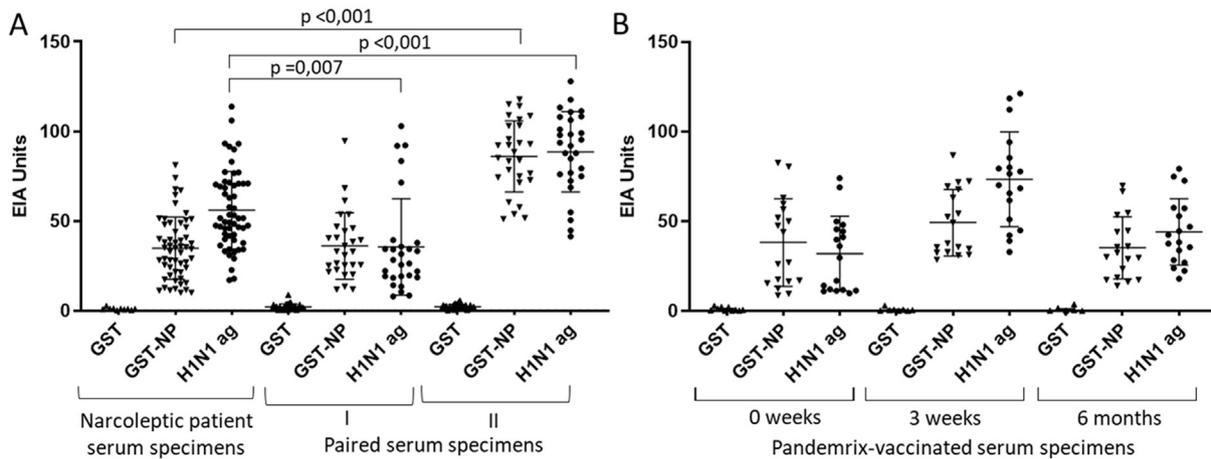 A
p <0,001
p <0,001
p =0,007
EIA Units
150
100
50
0
GST
GST-NP
H1N1 ag
GST
GST-NP
H1N1 ag
GST
GST-NP
H1N1 ag
Narcoleptic patient
serum specimens
I
II
Paired serum specimens
B
EIA Units
150
100
50
0
GST
GST-NP
H1N1 ag
GST
GST-NP
H1N1 ag
GST
GST-NP
H1N1 ag
0 weeks
3 weeks
6 months
Pandemrix-vaccinated serum specimens